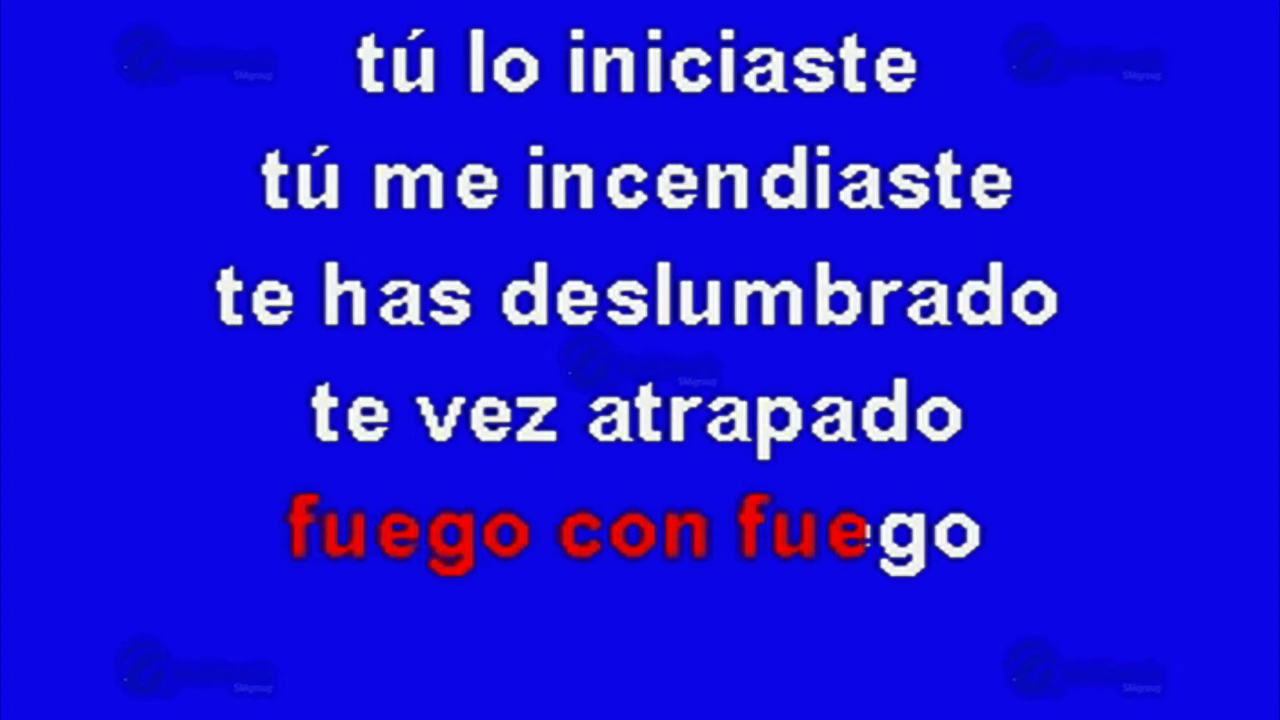 tú lo iniciaste
tú me incendiaste
te has deslumbrado
te vez atrapado
fuego con fuego